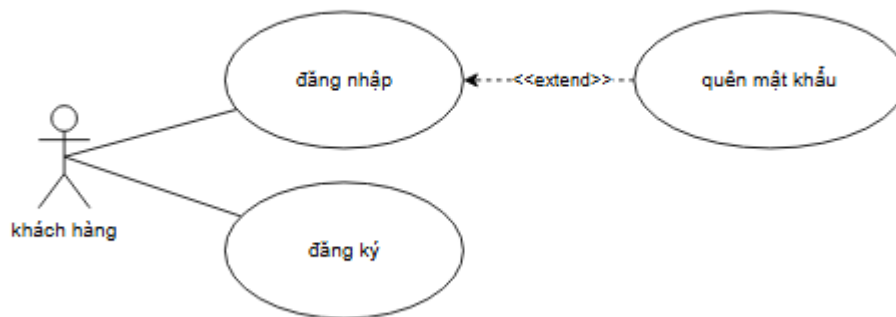 đăng nhập
<<extend>>
quên mật khẩu
khách hàng
đăng ký